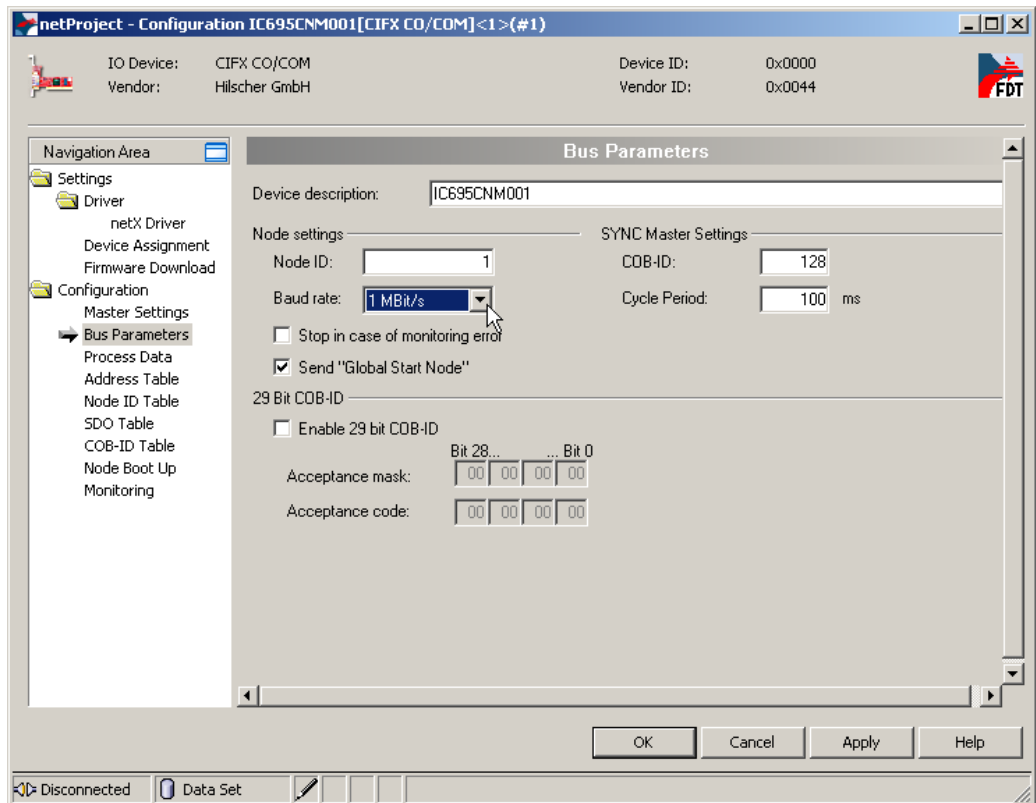 netProject - Configuration IC695CNM001[CIFX CO/COM]<1>(#1)
IO Device: CIFX CO/COM Device ID: 0x0000
Vendor: Hilscher GmbH Vendor ID: 0x0044
FDT
Navigation Area
Settings
Driver
netX Driver
Device Assignment
Firmware Download
Configuration
Master Settings
Bus Parameters
Process Data
Address Table
Node ID Table
SDO Table
COB-ID Table
Node Boot Up
Monitoring
Bus Parameters
Device description: IC695CNM001
Node settings SYNC Master Settings
Node ID: 1 COB-ID: 128
Baud rate: 1 MBit/s Cycle Period: 100 ms
Stop in case of monitoring error
Send "Global Start Node"
29 Bit COB-ID
Enable 29 bit COB-ID
Bit 28... ... Bit 0
Acceptance mask: 00 00 00 00
Acceptance code: 00 00 00 00
OK Cancel Apply Help
Disconnected Data Set